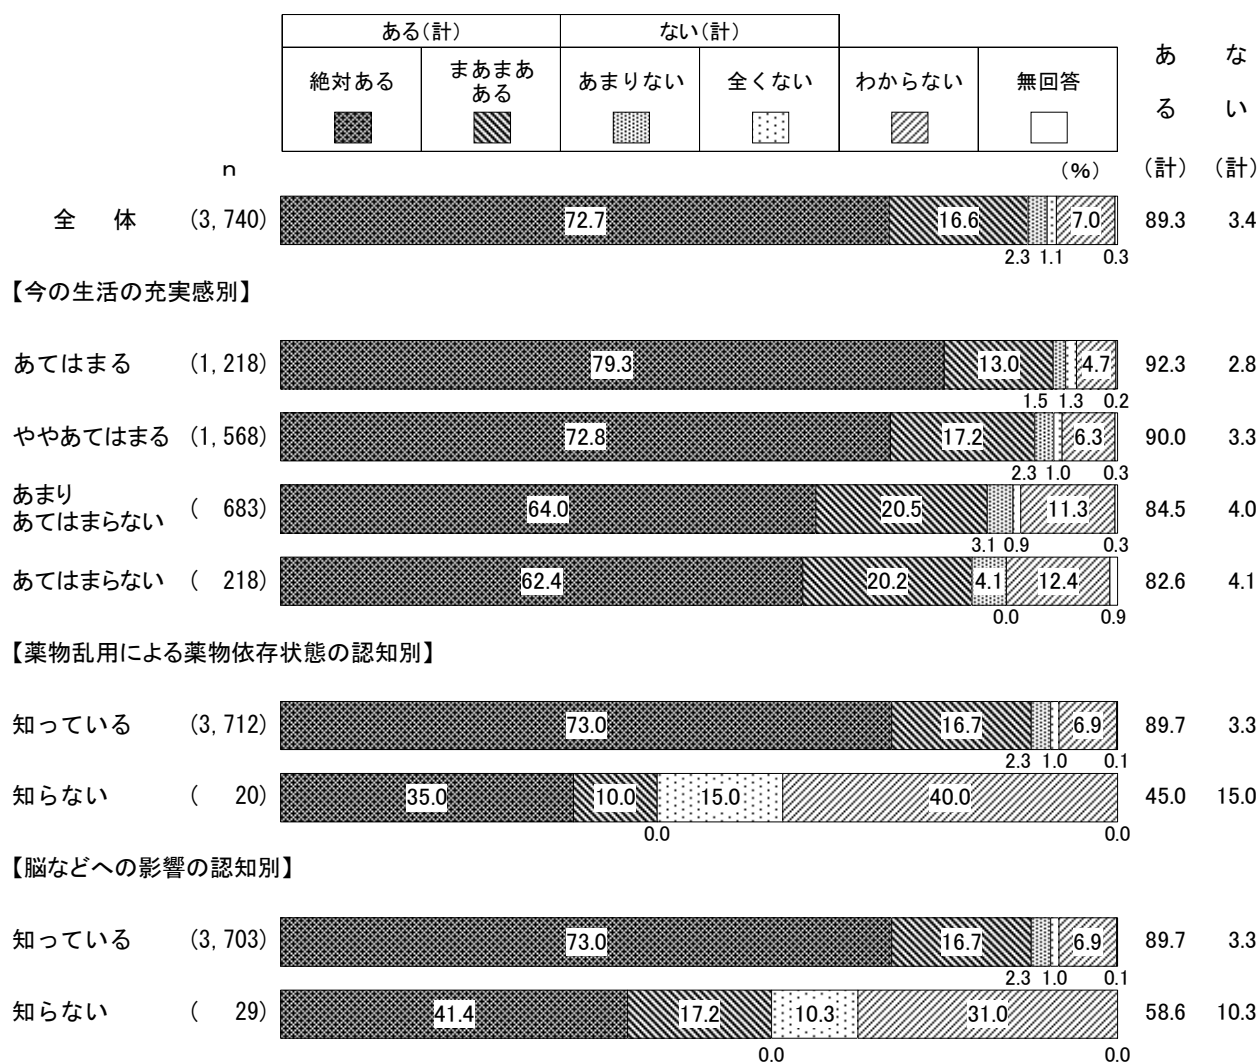 ある(計) ない(計)
絶対ある まあまあ ある あまりない 全くない わからない 無回答
ある(計) ない(計)
n (%)
全 体 (3,740) 72.7 16.6 7.0 89.3 3.4
2.3 1.1 0.3
【今の生活の充実感別】
あてはまる (1,218) 79.3 13.0 4.7 92.3 2.8
1.5 1.3 0.2
ややあてはまる (1,568) 72.8 17.2 6.3 90.0 3.3
2.3 1.0 0.3
あまり
あてはまらない ( 683) 64.0 20.5 11.3 84.5 4.0
3.1 0.9 0.3
あてはまらない ( 218) 62.4 20.2 4.1 12.4 82.6 4.1
0.0 0.9
【薬物乱用による薬物依存状態の認知別】
知っている (3,712) 73.0 16.7 6.9 89.7 3.3
2.3 1.0 0.1
知らない ( 20) 35.0 10.0 15.0 40.0 45.0 15.0
0.0 0.0
【脳などへの影響の認知別】
知っている (3,703) 73.0 16.7 6.9 89.7 3.3
2.3 1.0 0.1
知らない ( 29) 41.4 17.2 10.3 31.0 58.6 10.3
0.0 0.0